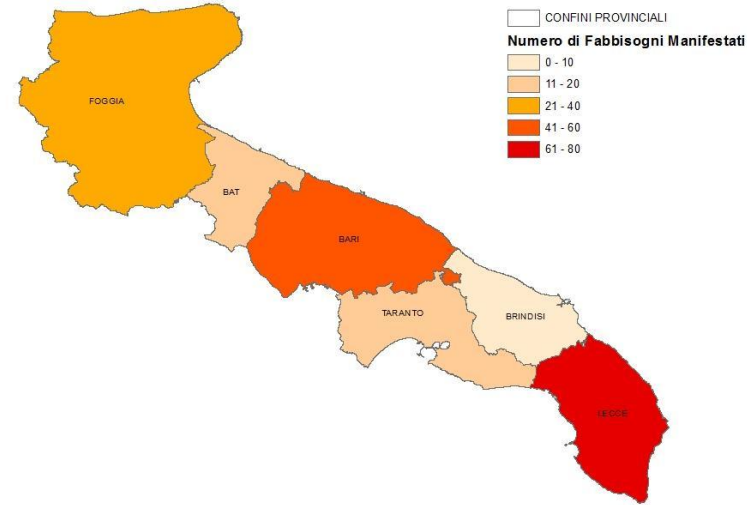 CONFINI PROVINCIALI
Numero di Fabbisogni Manifestati
0 - 10
11 - 20
21 - 40
41 - 60
61 - 80
FOGGIA
BAT
BARI
TARANTO
BRINDISI
LECCE